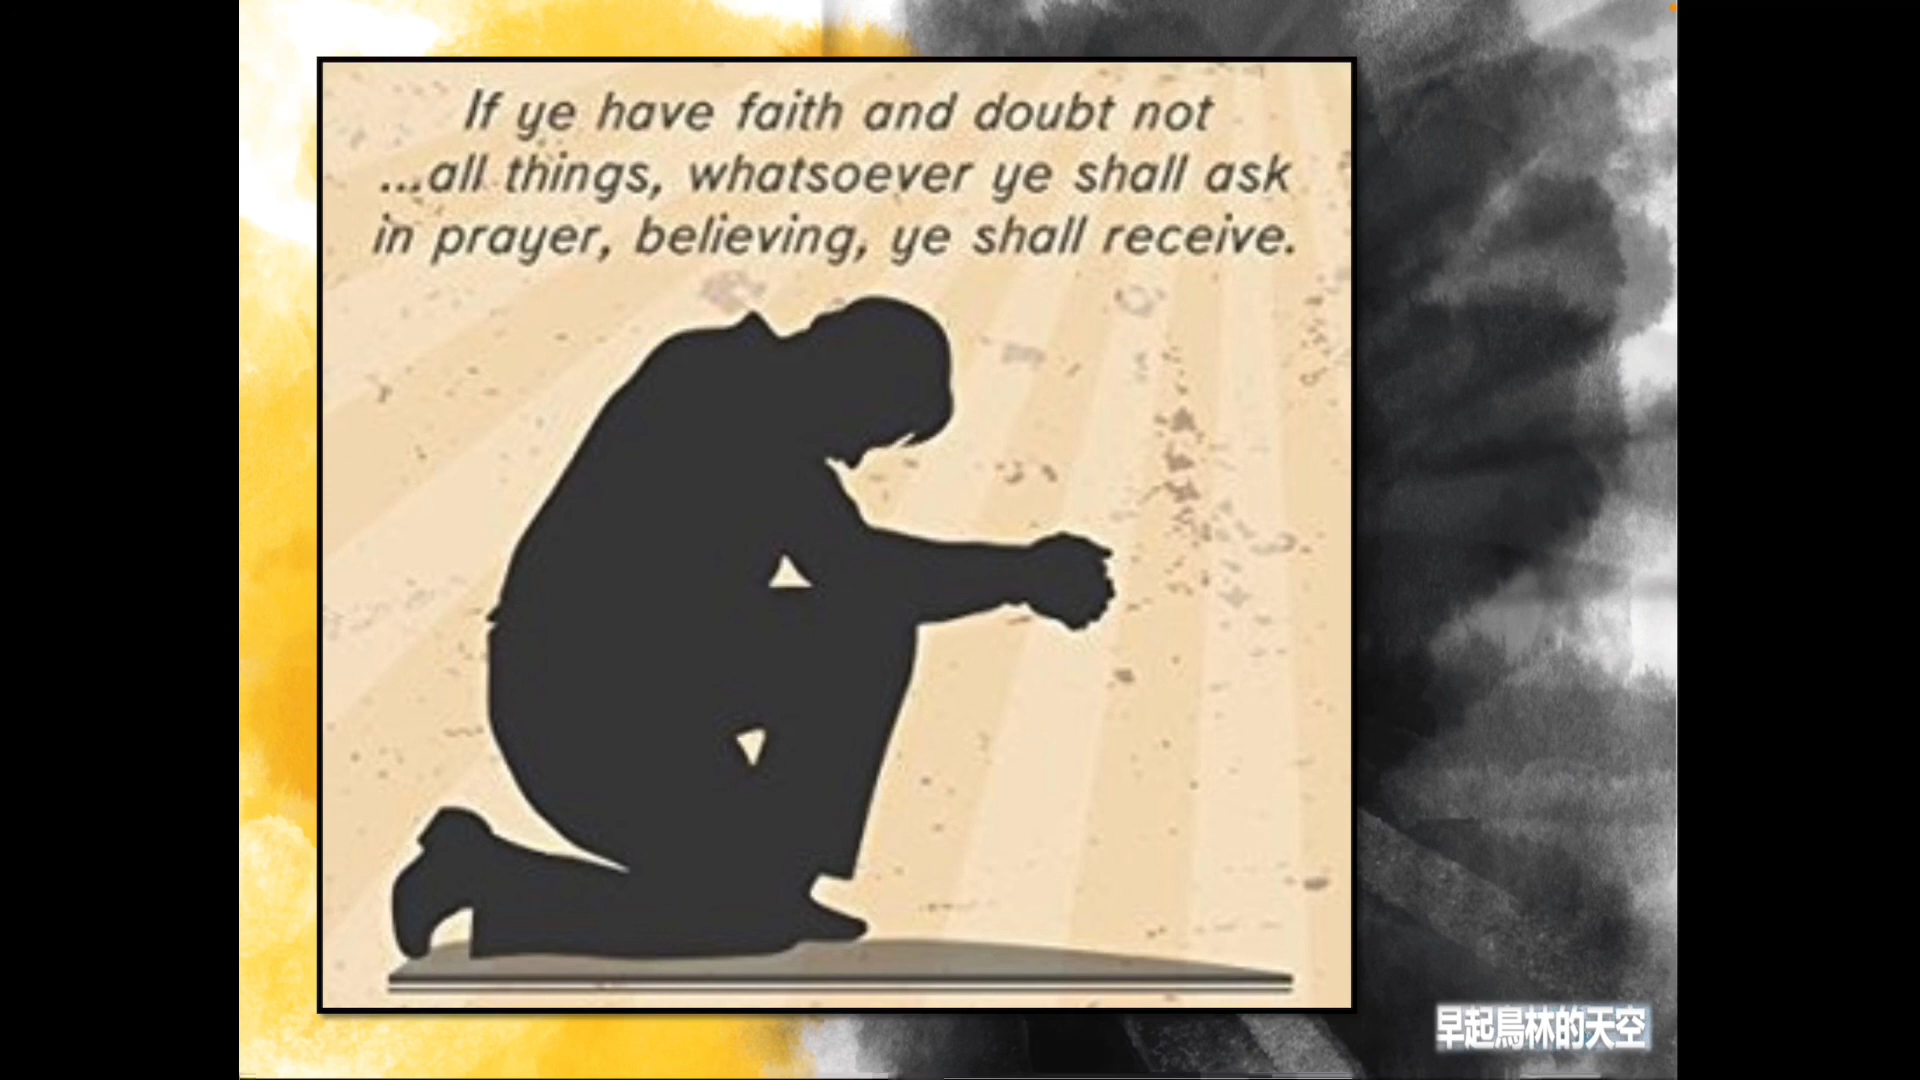 If ye have faith and doubt not
...all things, whatsoever ye shall ask
in prayer, believing, ye shall receive.
早起鳥林的天空